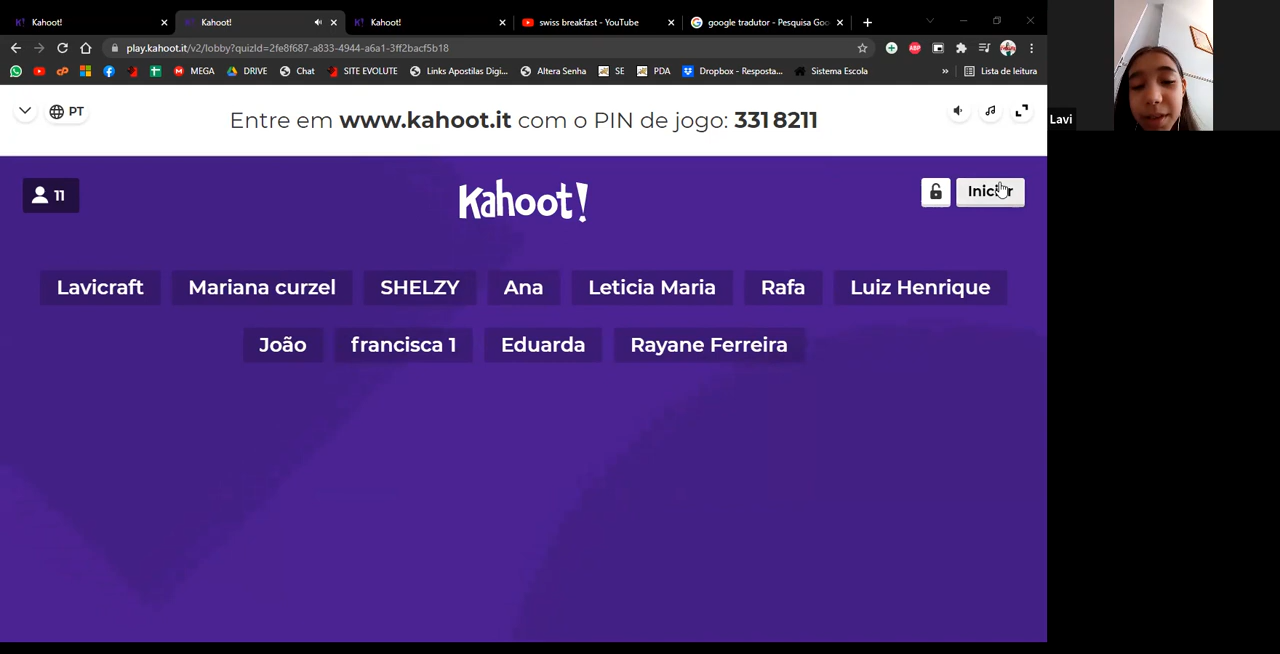 Kahoot!
Kahoot!
Kahoot!
swiss breakfast - YouTube
google tradutor - Pesquisa Goo
play.kahoot.it/v2/lobby?quizId=2fe8f687-a833-4944-a6a1-3ff2bacf5b18
MEGA DRIVE Chat SITE EVOLUTE Links Apostilas Digi... Altera Senha SE PDA Dropbox - Resposta... Sistema Escola » Lista de leitura
PT
Entre em www.kahoot.it com o PIN de jogo: 331 8211
Lavi
11
Kahoot!
Iniciar
Lavicraft Mariana curzel SHELZY Ana Leticia Maria Rafa Luiz Henrique
João francisca 1 Eduarda Rayane Ferreira